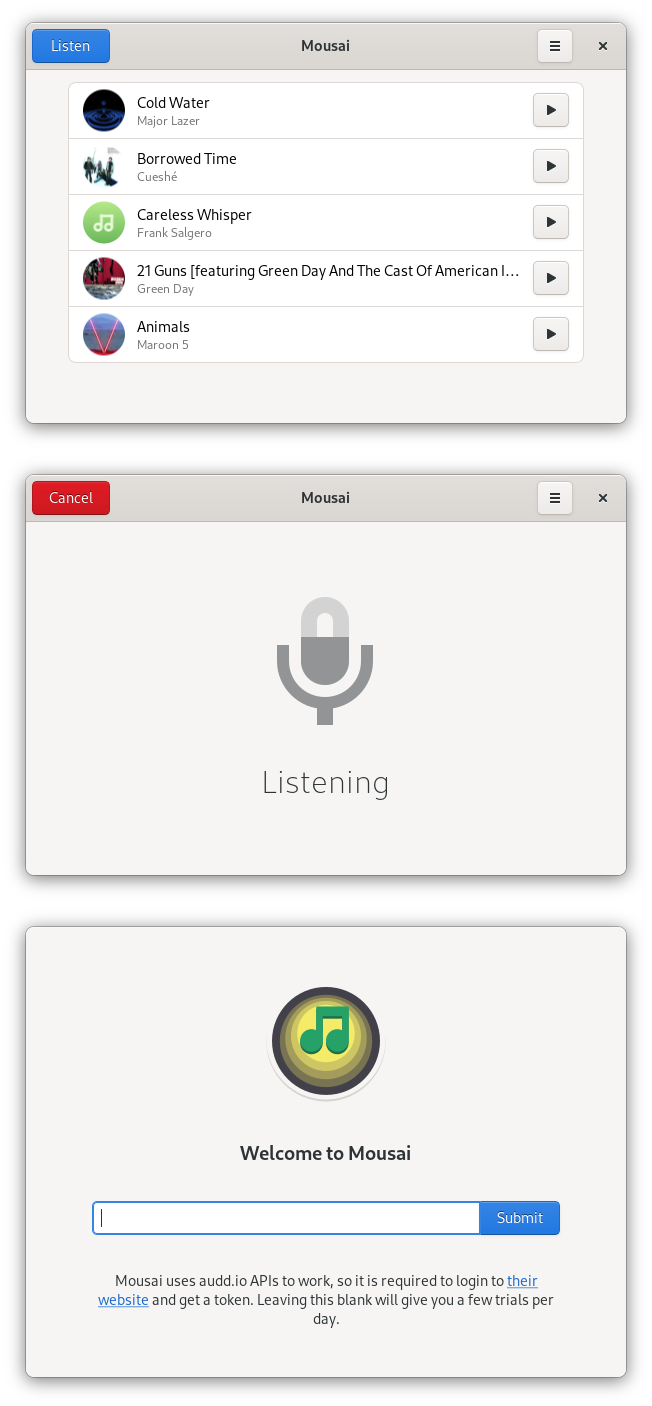 Listen
Mousai
Cold Water
Major Lazer
Borrowed Time
Cueshé
Careless Whisper
Frank Salgero
21 Guns [featuring Green Day And The Cast Of American I...
Green Day
Animals
Maroon 5
Cancel
Mousai
Listening
Welcome to Mousai
Submit
Mousai uses audd.io APIs to work, so it is required to login to their
website and get a token. Leaving this blank will give you a few trials per
day.